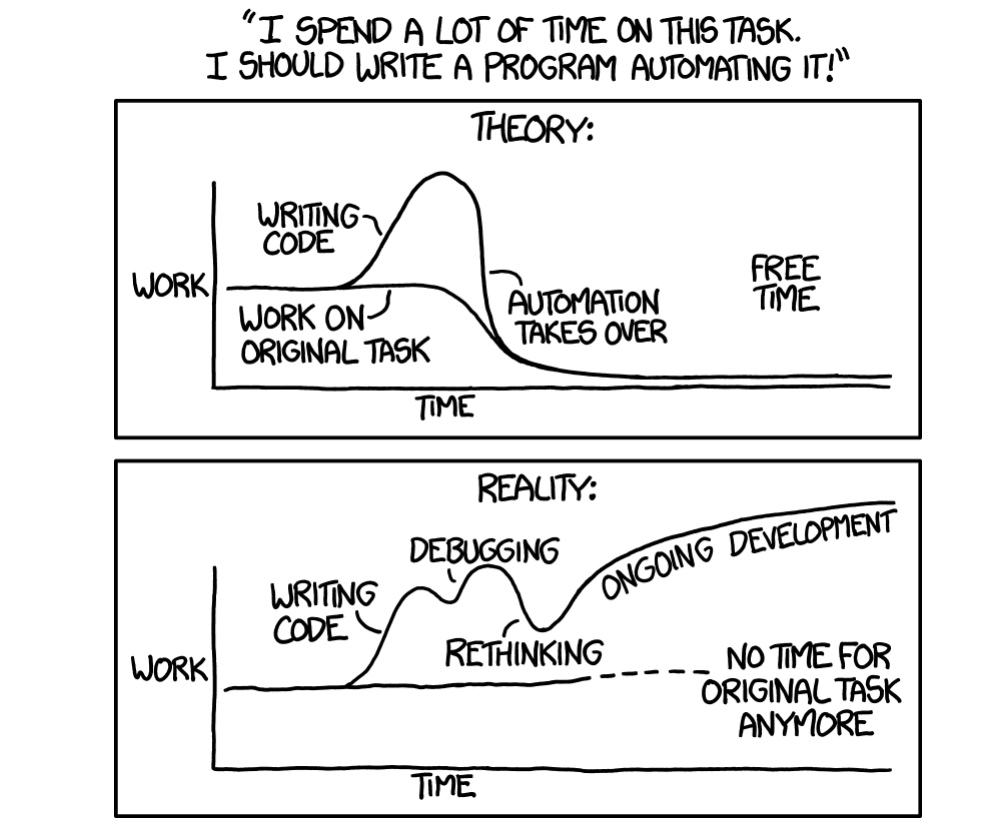 "I SPEND A LOT OF TIME ON THIS TASK.
I SHOULD WRITE A PROGRAM AUTOMATING IT!"
THEORY:
WRITING
CODE
WORK
WORK ON
ORIGINAL TASK
AUTOMATION
TAKES OVER
FREE
TIME
TIME
REALITY:
WRITING
CODE
DEBUGGING
RETHINKING
ONGOING DEVELOPMENT
WORK
NO TIME FOR
ORIGINAL TASK
ANYMORE
TIME